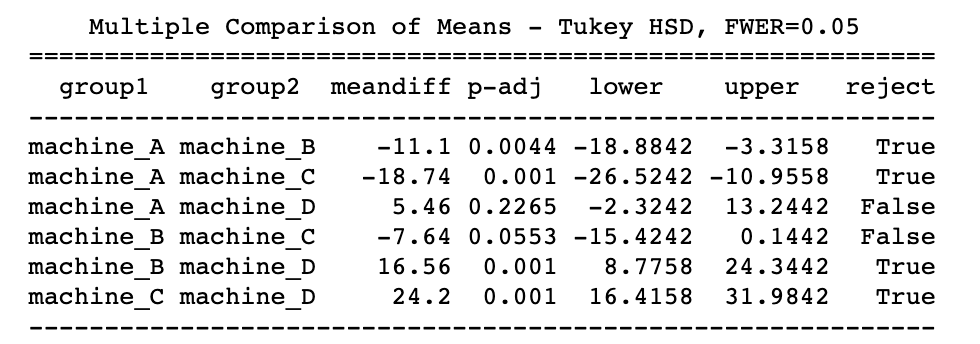 Multiple Comparison of Means - Tukey HSD, FWER=0.05
============================================================
group1 group2 meandiff p-adj lower upper reject
------------------------------------------------------------
machine_A machine_B -11.1 0.0044 -18.8842 -3.3158 True
machine_A machine_C -18.74 0.001 -26.5242 -10.9558 True
machine_A machine_D 5.46 0.2265 -2.3242 13.2442 False
machine_B machine_C -7.64 0.0553 -15.4242 0.1442 False
machine_B machine_D 16.56 0.001 8.7758 24.3442 True
machine_C machine_D 24.2 0.001 16.4158 31.9842 True
------------------------------------------------------------